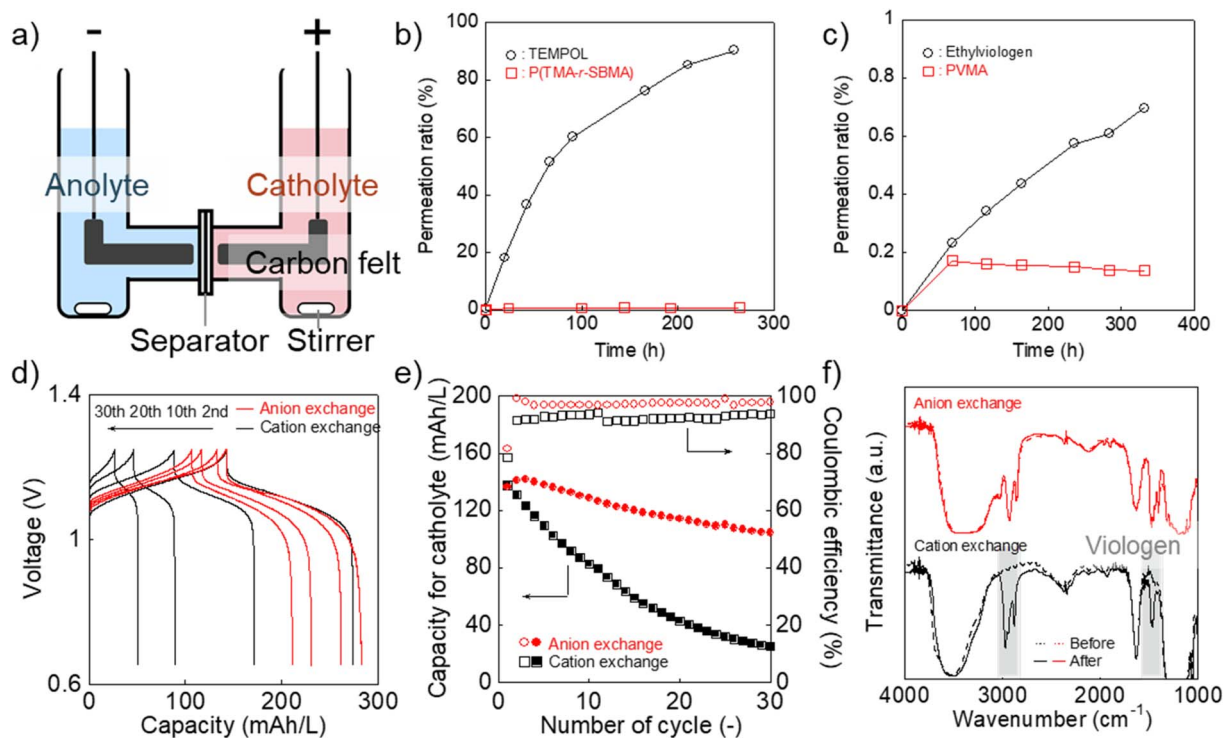 a)
-
+
Anolyte
Catholyte
Carbon felt
Separator
Stirrer
b)
100
80
60
40
20
0
Permeation ratio (%)
: TEMPOL
: P(TMA-r-SBMA)
0
100
200
300
Time (h)
c)
1
0.8
0.6
0.4
0.2
0
Permeation ratio (%)
: Ethylviologen
: PVMA
0
100
200
300
400
Time (h)
d)
1.4
1
0.6
Voltage (V)
30th 20th 10th 2nd
Anion exchange
Cation exchange
0
100
200
300
Capacity (mAh/L)
e)
200
160
120
80
40
0
Capacity for catholyte (mAh/L)
100
80
60
40
20
0
Coulombic efficiency (%)
Anion exchange
Cation exchange
0
10
20
30
Number of cycle (-)
f)
Transmittance (a.u.)
Anion exchange
Cation exchange
Viologen
Before
After
4000
3000
2000
1000
Wavenumber (cm⁻¹)